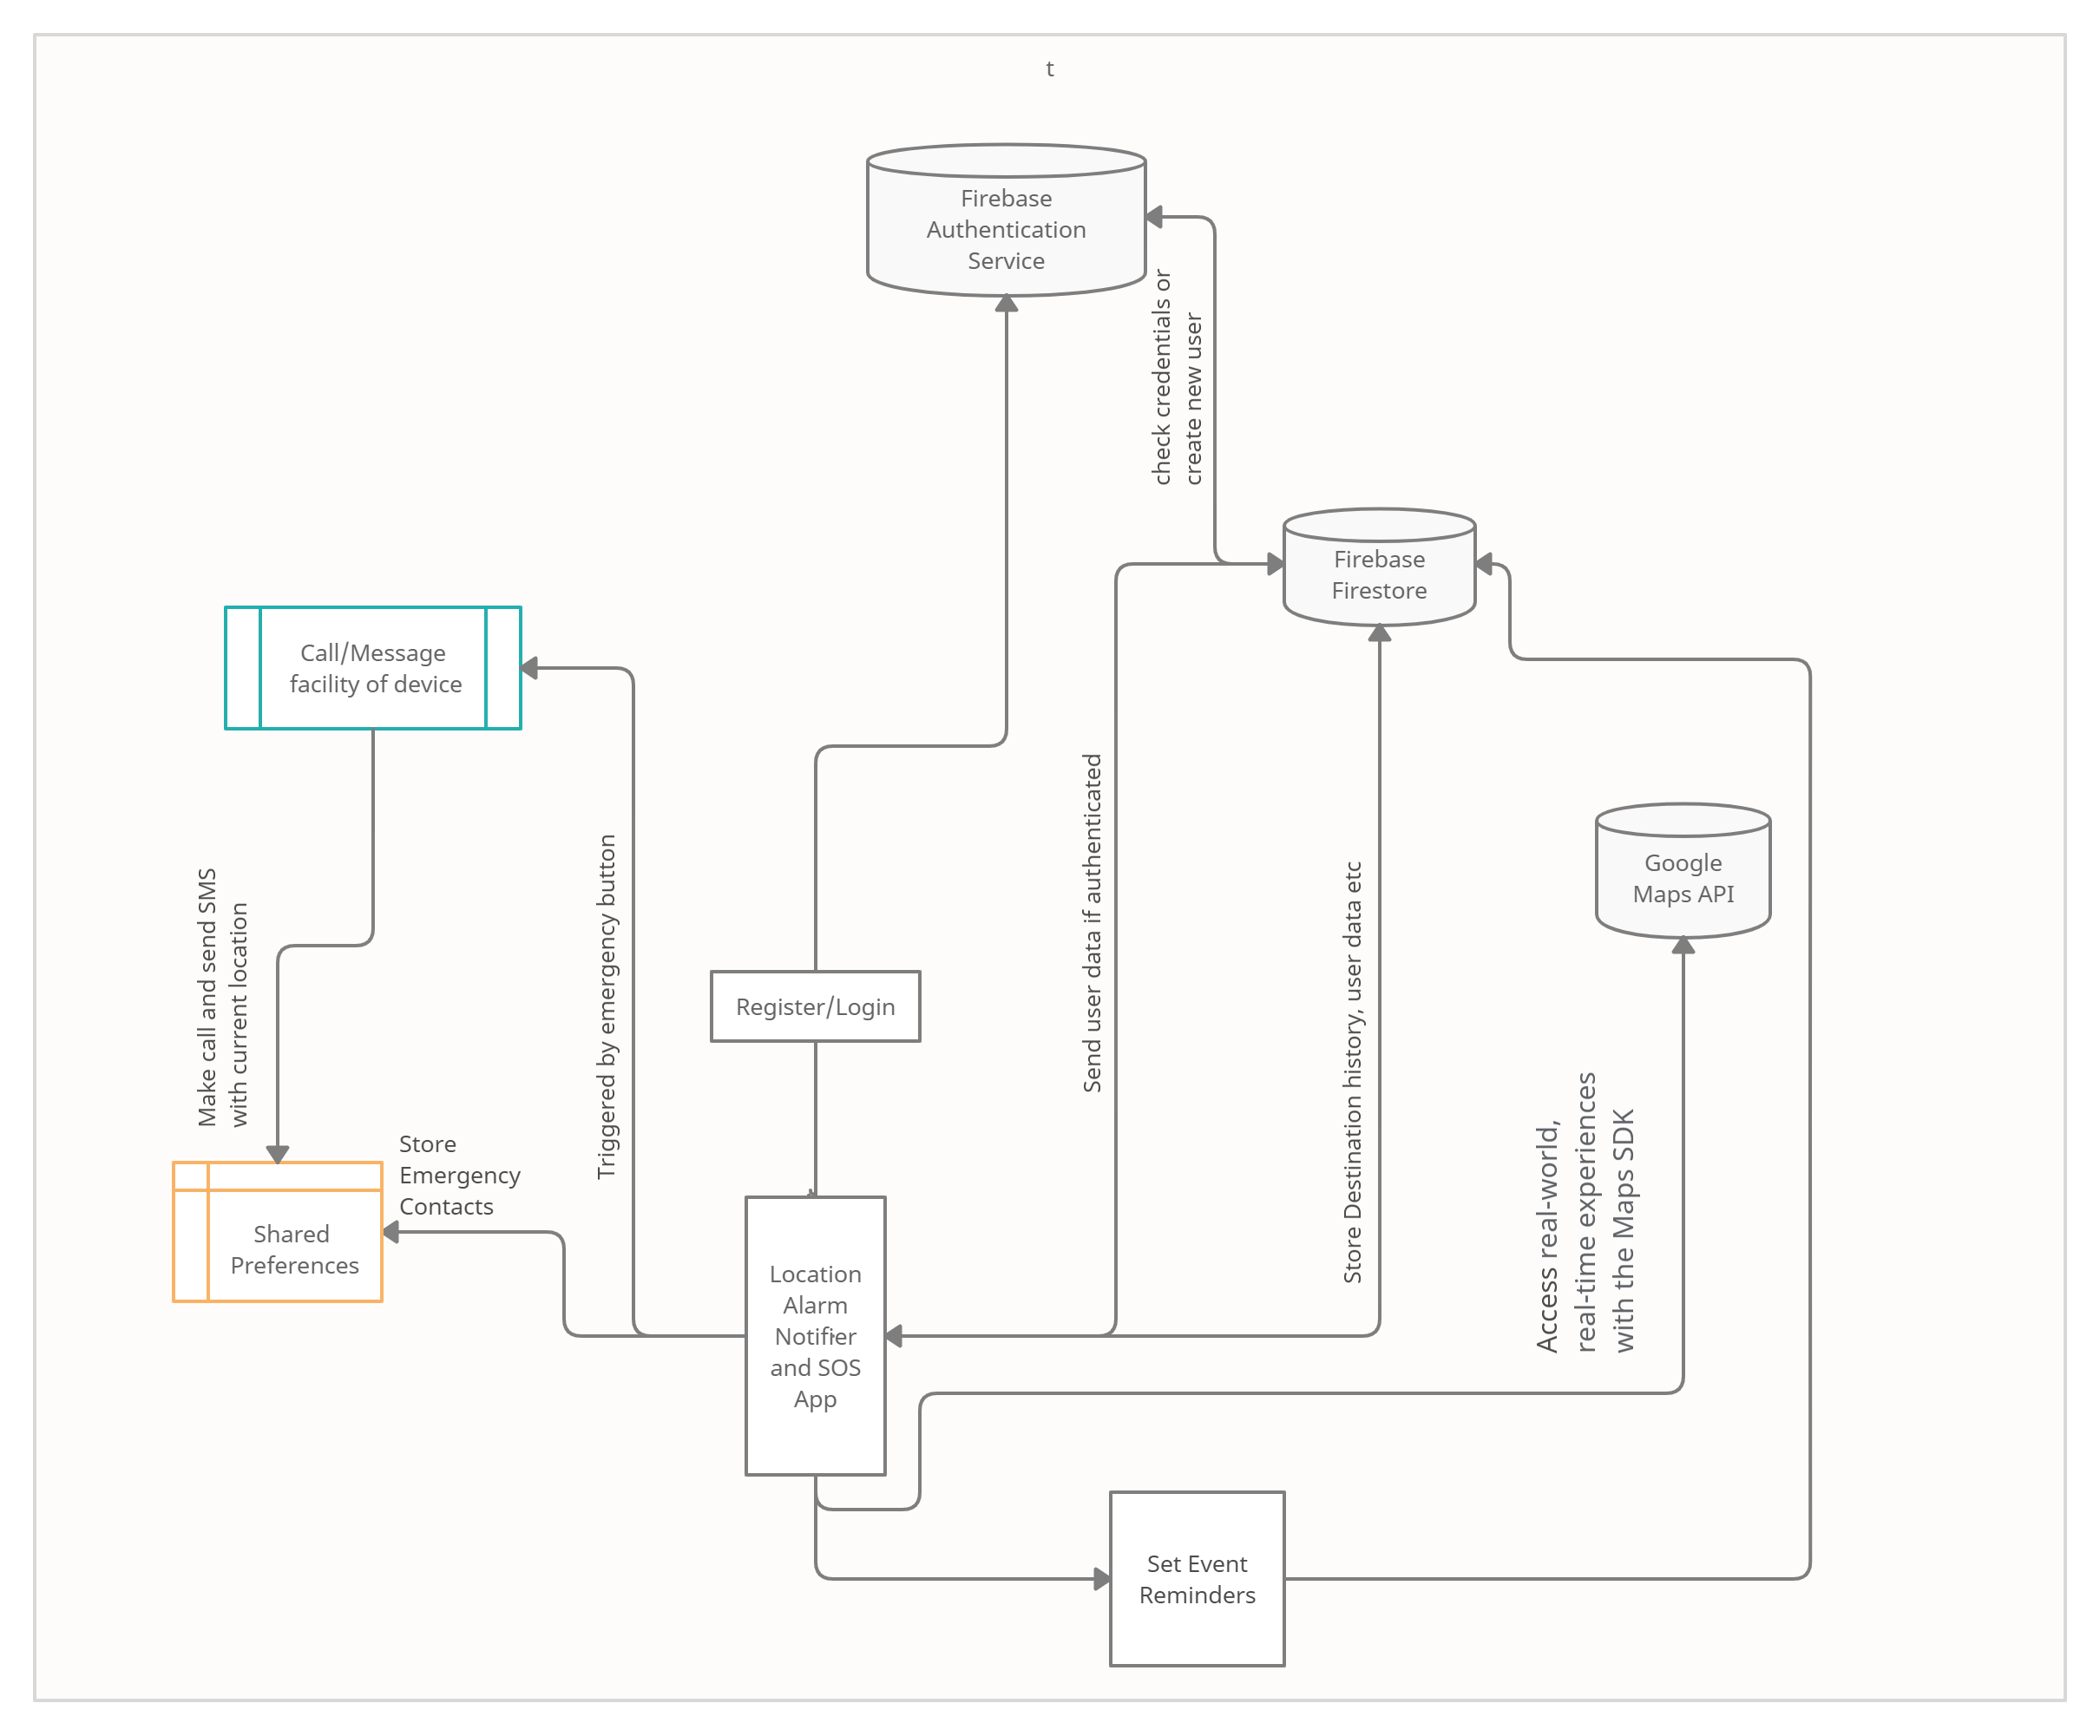 t
Firebase
Authentication
Service
check credentials or
create new user
Firebase
Firestore
Call/Message
facility of device
Google
Maps API
Make call and send SMS
with current location
Triggered by emergency button
Send user data if authenticated
Store Destination history, user data etc
Register/Login
Access real-world,
real-time experiences
with the Maps SDK
Store
Emergency
Contacts
Shared
Preferences
Location
Alarm
Notifier
and SOS
App
Set Event
Reminders